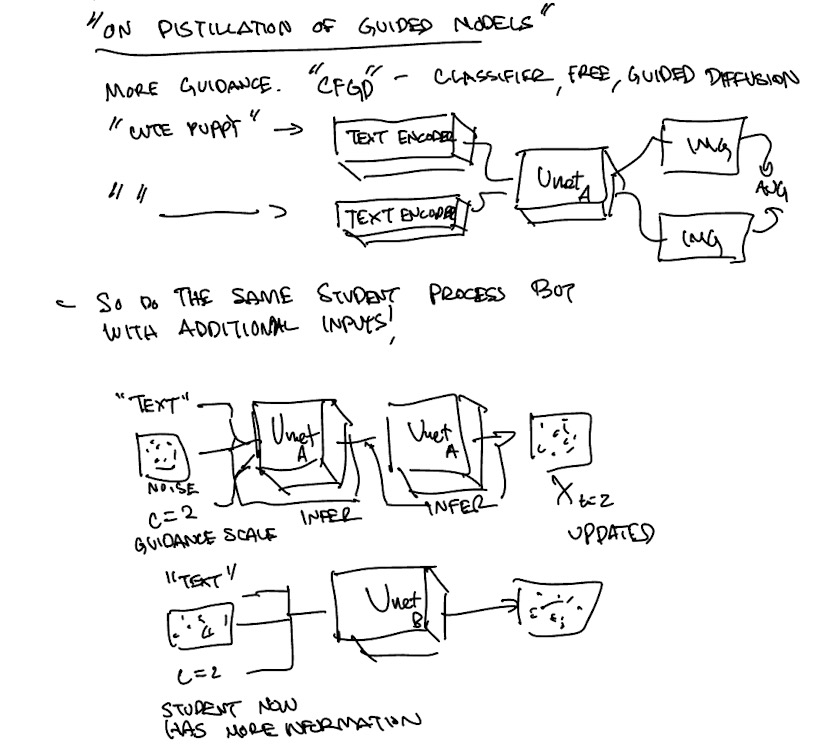 "ON DISTILLATION OF GUIDED MODELS"
MORE GUIDANCE. "CFGD" - CLASSIFIER, FREE, GUIDED DIFFUSION
"CUTE PUPPY" →
TEXT ENCODER
Unet A
IMG
AVG
" "
TEXT ENCODER
IMG
- SO DO THE SAME STUDENT PROCESS BUT
WITH ADDITIONAL INPUTS!
"TEXT"
Unet A
Unet A
NOISE
C=2
INFER
INFER
X t=2
GUIDANCE SCALE
UPDATED
"TEXT"
Unet B
C=2
STUDENT NOW
HAS MORE INFORMATION